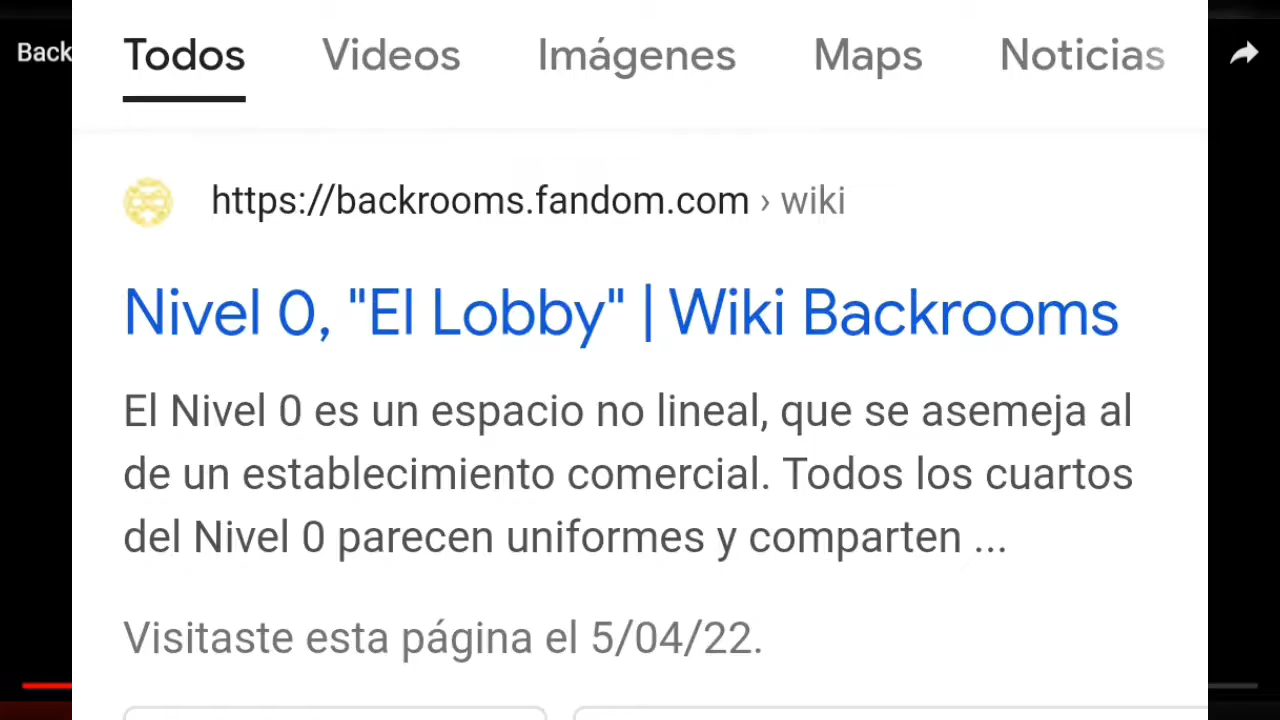 Back
Todos Videos Imágenes Maps Noticias
https://backrooms.fandom.com › wiki
Nivel 0, "El Lobby" | Wiki Backrooms
El Nivel 0 es un espacio no lineal, que se asemeja al
de un establecimiento comercial. Todos los cuartos
del Nivel 0 parecen uniformes y comparten ...
Visitaste esta página el 5/04/22.